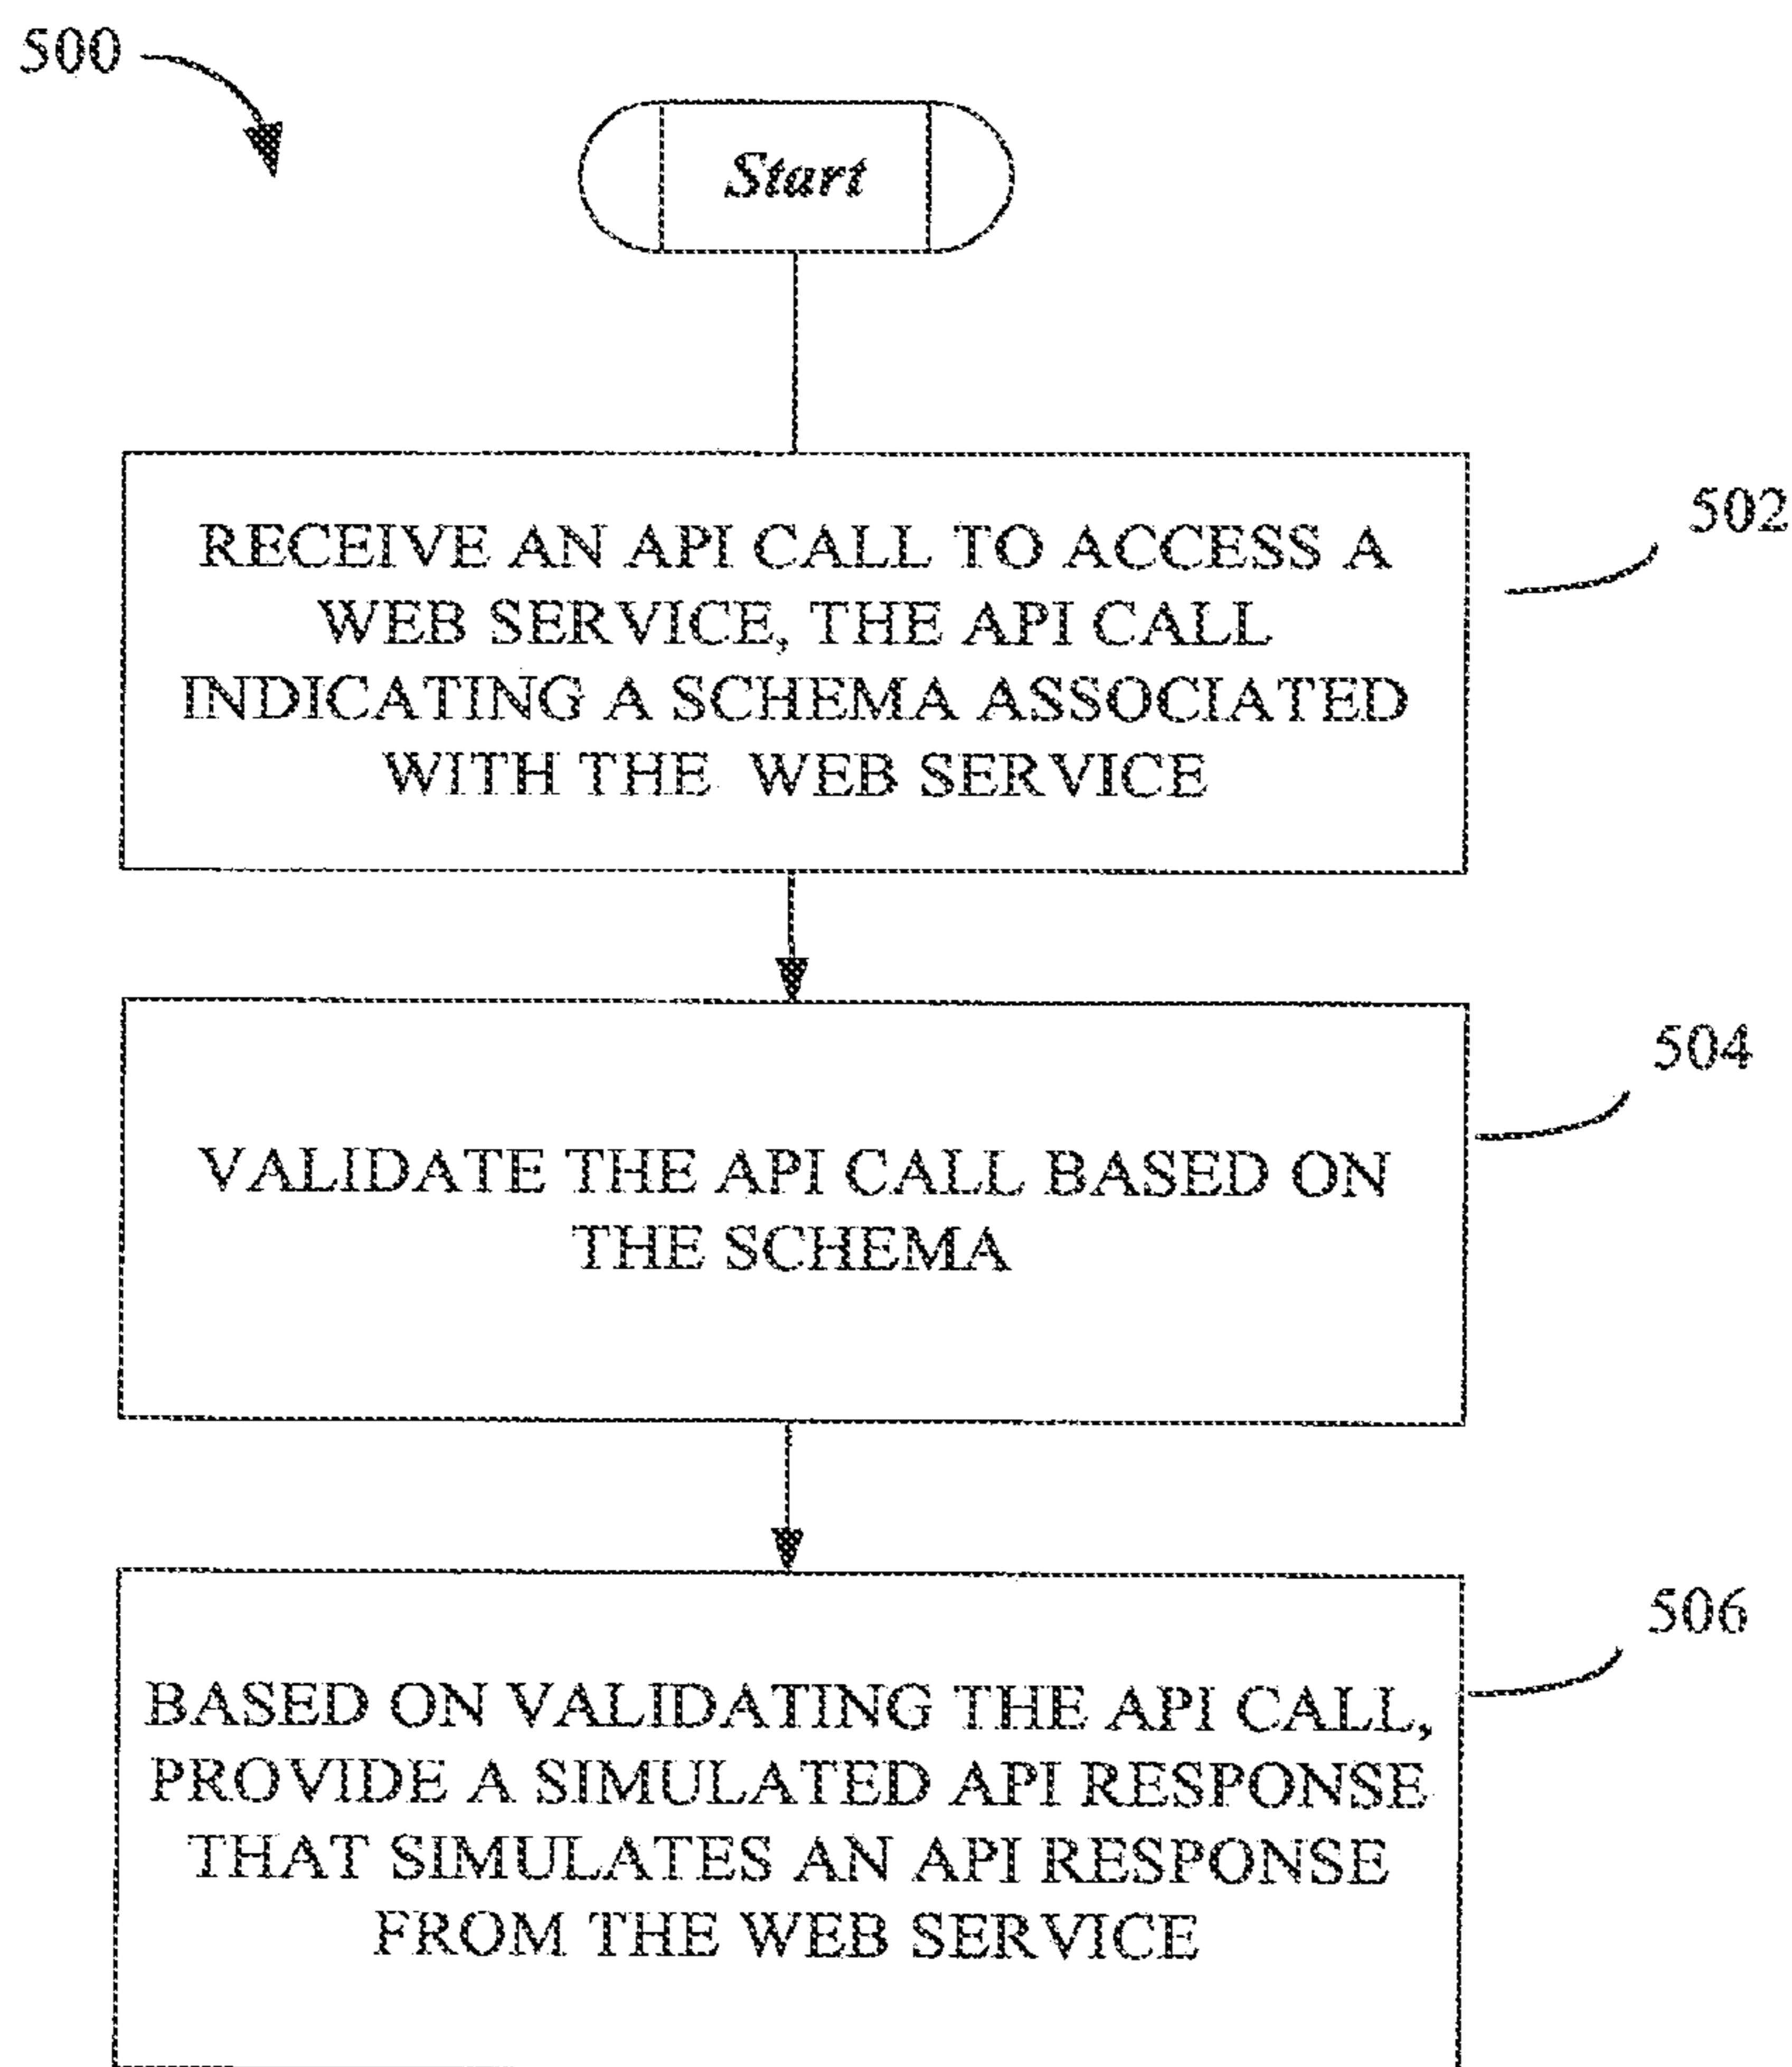 500
Start
RECEIVE AN API CALL TO ACCESS A
WEB SERVICE, THE API CALL
INDICATING A SCHEMA ASSOCIATED
WITH THE WEB SERVICE
502
VALIDATE THE API CALL BASED ON
THE SCHEMA
504
BASED ON VALIDATING THE API CALL,
PROVIDE A SIMULATED API RESPONSE
THAT SIMULATES AN API RESPONSE
FROM THE WEB SERVICE
506